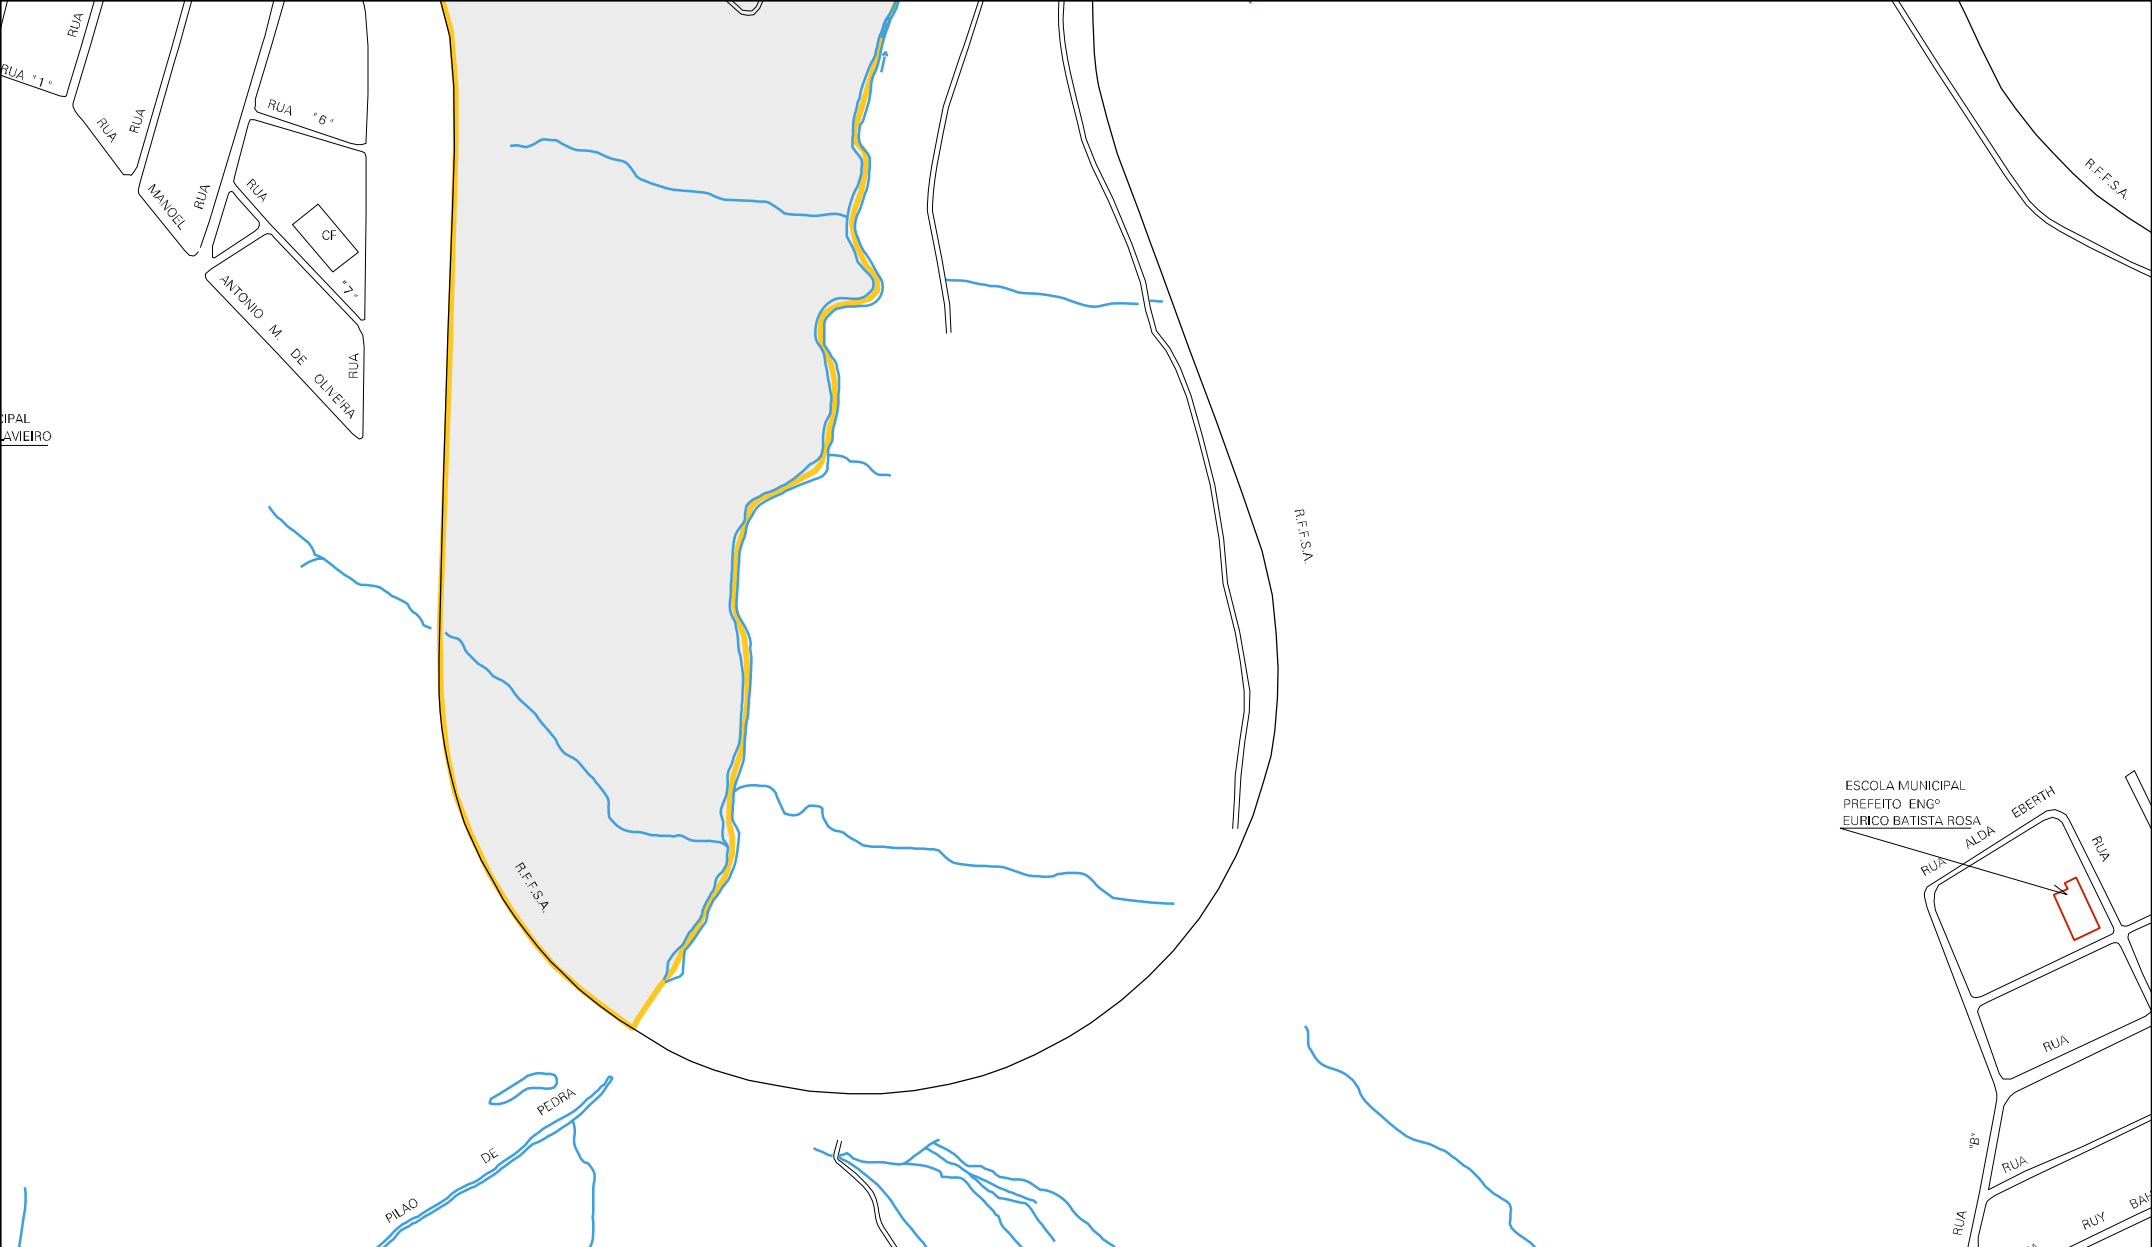 RUA
RUA "1"
RUA
RUA
RUA "6"
MANOEL
RUA
RUA
CF
"7"
ANTONIO M. DE OLIVEIRA
RUA
CIPAL
LAVIEIRO
R.F.F.S.A.
R.F.F.S.A.
R.F.F.S.A.
ESCOLA MUNICIPAL
PREFEITO ENGº
EURICO BATISTA ROSA
RUA ALDA EBERTH
RUA
RUA
"B"
RUA
RUA
RUY BAH
PILAO DE PEDRA